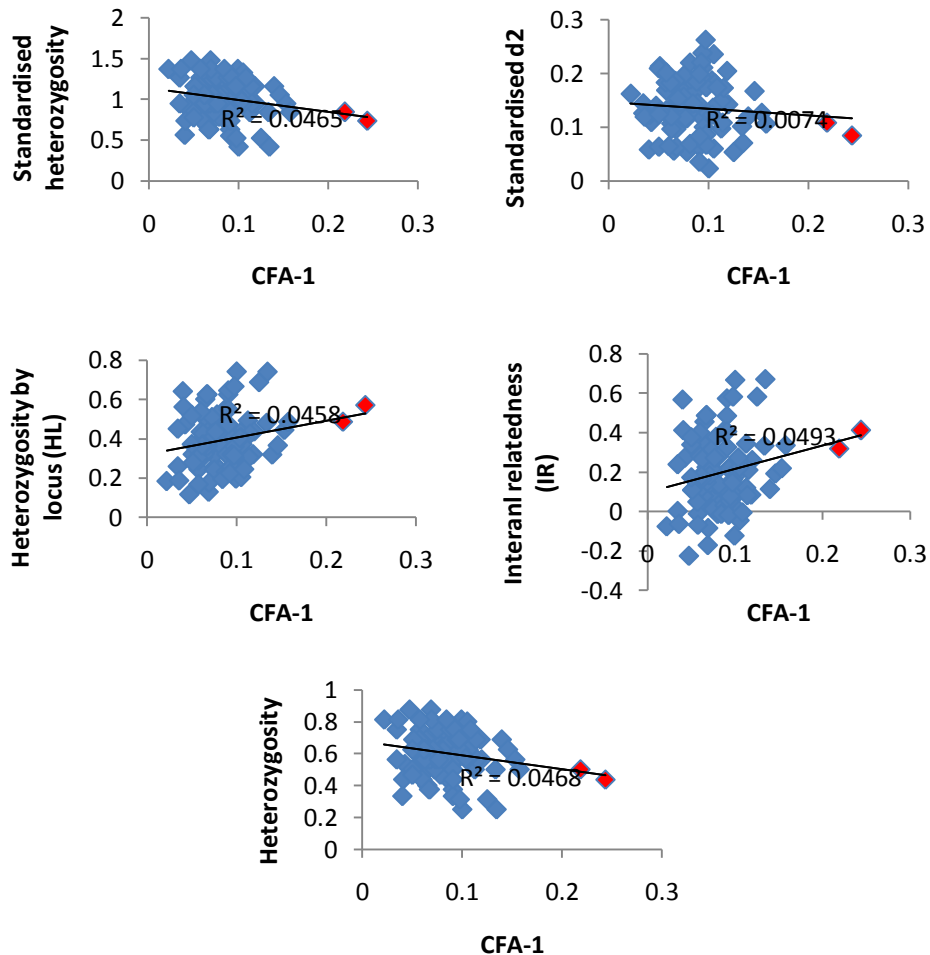 Standardised
heterozygosity
2
1.5
1
0.5
0
R² = 0.0465
0
0.1
0.2
0.3
CFA-1
Standardised d2
0.3
0.2
0.1
0
R² = 0.0074
0
0.1
0.2
0.3
CFA-1
Heterozygosity by
locus (HL)
0.8
0.6
0.4
0.2
0
R² = 0.0458
0
0.1
0.2
0.3
CFA-1
Interanl relatedness
(IR)
0.8
0.6
0.4
0.2
0
-0.2
-0.4
R² = 0.0493
0
0.1
0.2
0.3
CFA-1
Heterozygosity
1
0.8
0.6
0.4
0.2
0
R² = 0.0468
0
0.1
0.2
0.3
CFA-1